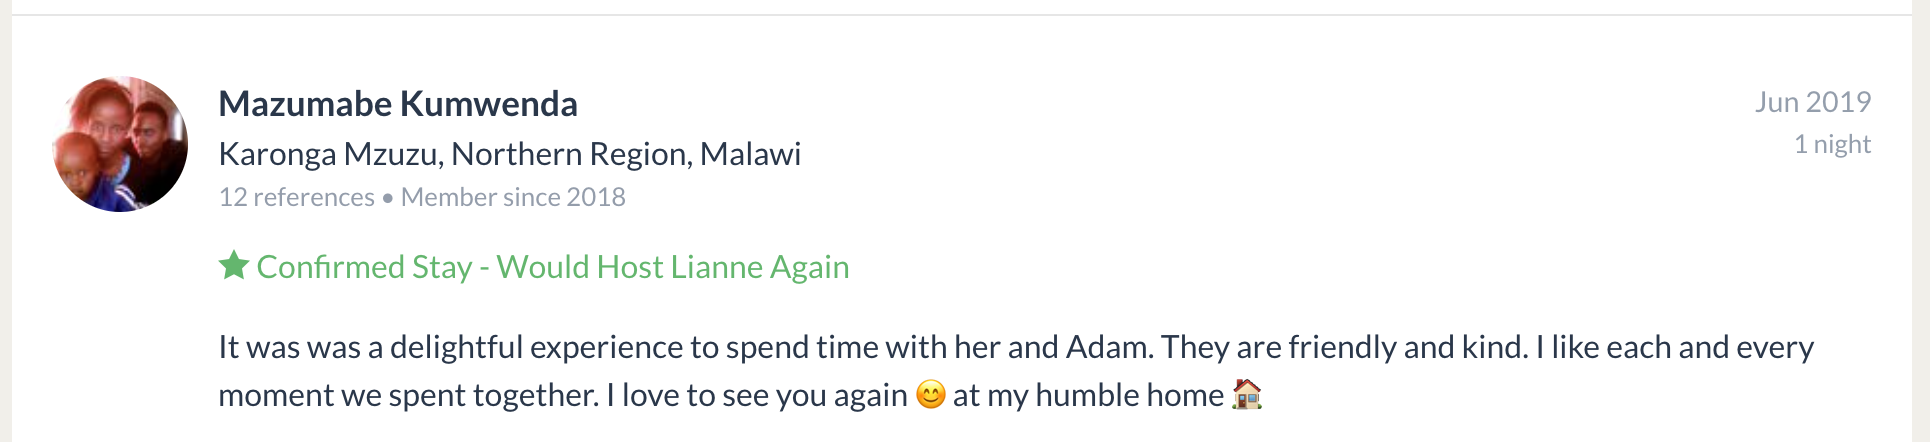 Mazumabe Kumwenda
Jun 2019
Karonga Mzuzu, Northern Region, Malawi
1 night
12 references • Member since 2018
★ Confirmed Stay - Would Host Lianne Again
It was was a delightful experience to spend time with her and Adam. They are friendly and kind. I like each and every
moment we spent together. I love to see you again 😊 at my humble home 🏠